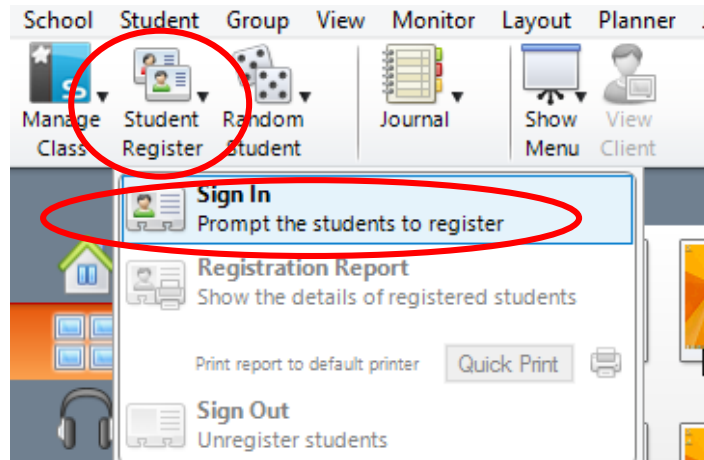 School Student Group View Monitor Layout Planner
Manage Student Random Journal Show View
Class Register Student Menu Client
Sign In
Prompt the students to register
Registration Report
Show the details of registered students
Print report to default printer Quick Print
Sign Out
Unregister students